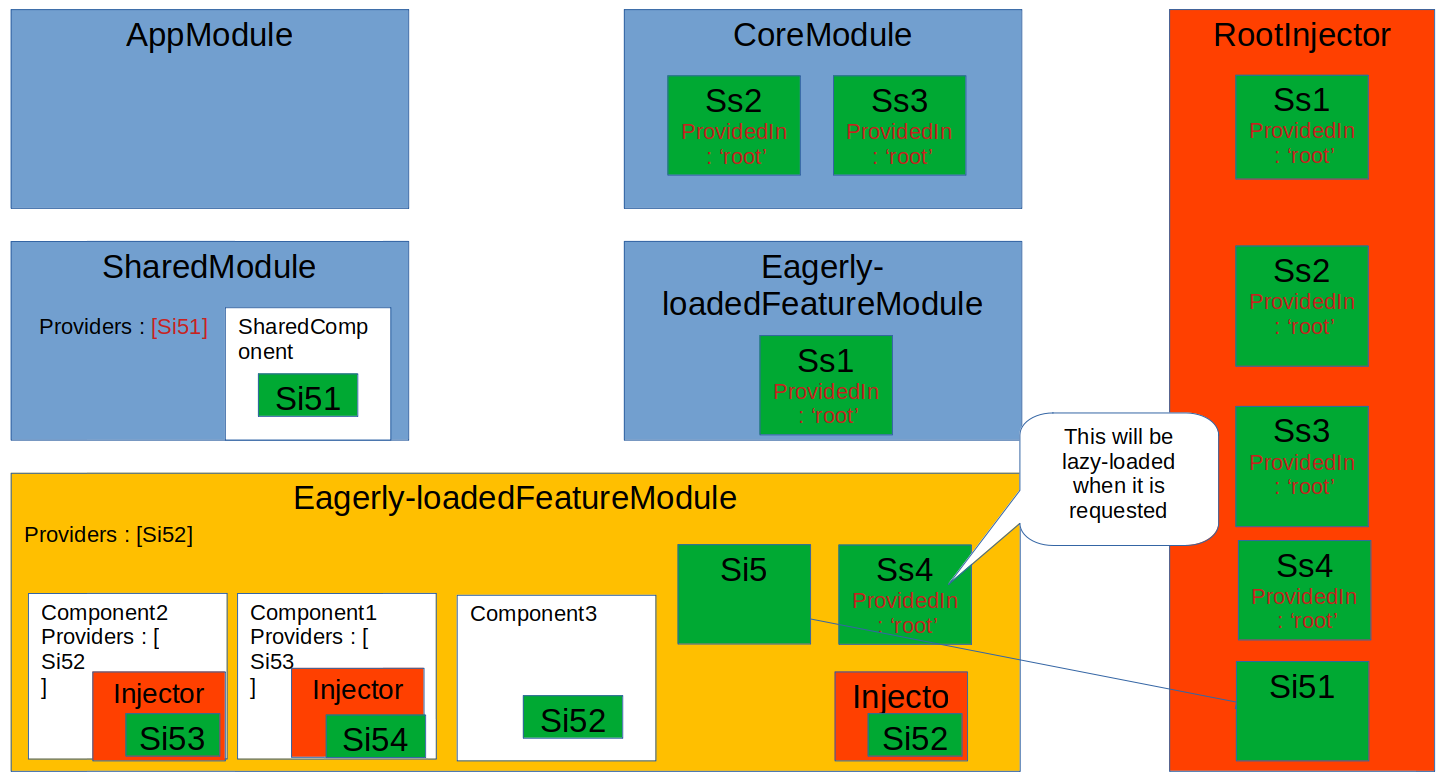 AppModule
CoreModule
Ss2
ProvidedIn
: ‘root’
Ss3
ProvidedIn
: ‘root’
RootInjector
Ss1
ProvidedIn
: ‘root’
Ss2
ProvidedIn
: ‘root’
Ss3
ProvidedIn
: ‘root’
Ss4
ProvidedIn
: ‘root’
Si51
SharedModule
Providers : [Si51]
SharedComp
onent
Si51
Eagerly-
loadedFeatureModule
Ss1
ProvidedIn
: ‘root’
This will be
lazy-loaded
when it is
requested
Eagerly-loadedFeatureModule
Providers : [Si52]
Component2
Providers : [
Si52
]
Injector
Si53
Component1
Providers : [
Si53
]
Injector
Si54
Component3
Si52
Si5
Ss4
ProvidedIn
: ‘root’
Injecto
Si52